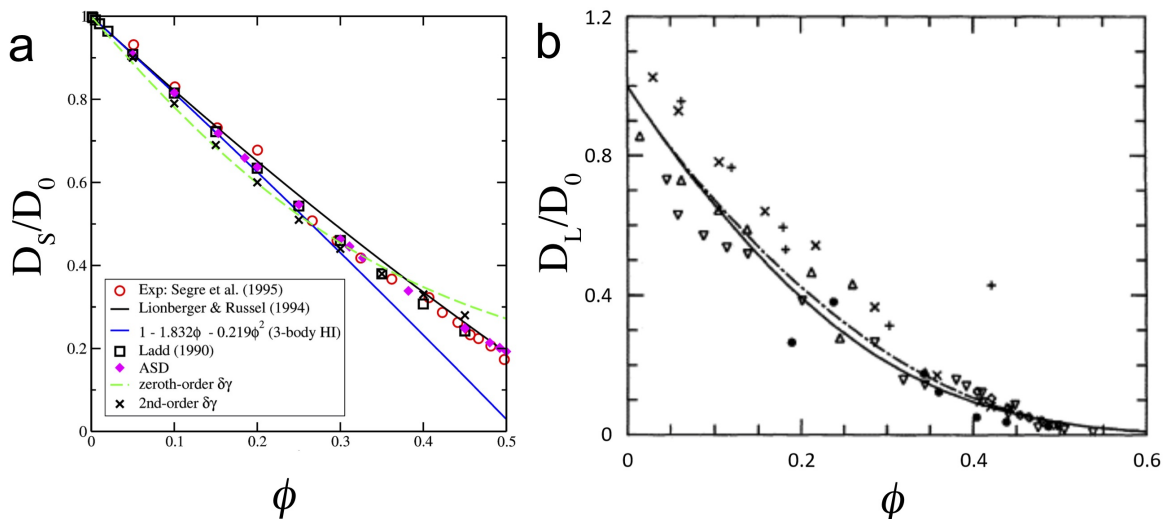 a
1
0.8
0.6
0.4
0.2
0
D_S/D_0
0 0.1 0.2 0.3 0.4 0.5
ϕ
Exp: Segre et al. (1995)
Lionberger & Russel (1994)
1 - 1.832ϕ - 0.219ϕ² (3-body HI)
Ladd (1990)
ASD
zeroth-order δγ
2nd-order δγ
b
1.2
0.8
0.4
0
D_L/D_0
0 0.2 0.4 0.6
ϕ